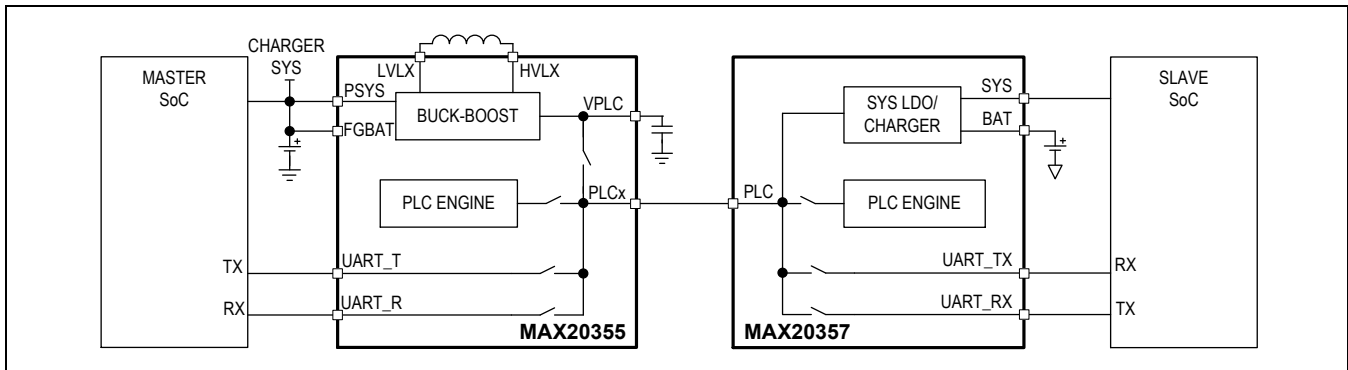 CHARGER
SYS
MASTER
SoC
LVLX
HVLX
PSYS
FGBAT
BUCK-BOOST
VPLC
PLC ENGINE
PLCx
TX
UART_T
RX
UART_R
MAX20355
PLC
SYS LDO/
CHARGER
SYS
BAT
PLC ENGINE
UART_TX
RX
UART_RX
TX
MAX20357
SLAVE
SoC
+
+